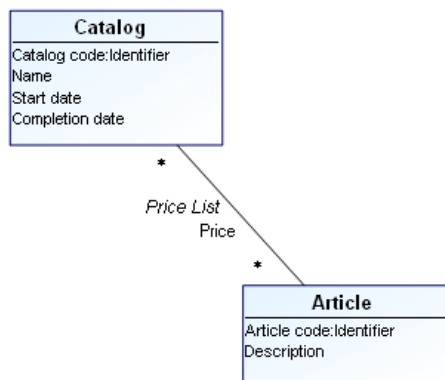 Catalog
Catalog code:Identifier
Name
Start date
Completion date
*
Price List
Price
*
Article
Article code:Identifier
Description